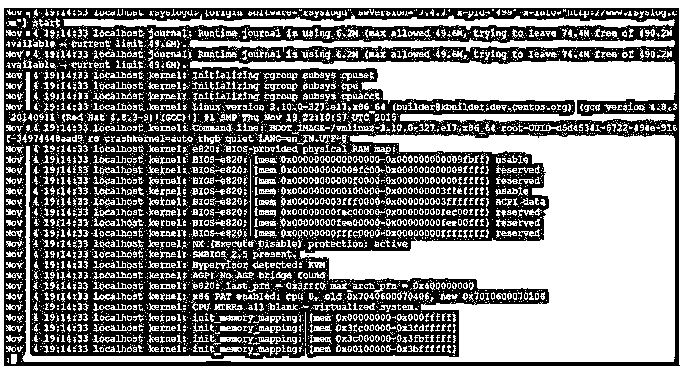 Nov 4 19:14:33 localhost rsyslogd: [origin software="rsyslogd" swVersion="7.4.7" x-pid="499" x-info="http://www.rsyslog.c
om"] start
Nov 4 19:14:33 localhost journal: Runtime journal is using 6.2M (max allowed 49.6M, trying to leave 74.4M free of 490.2M
available → current limit 49.6M).
Nov 4 19:14:33 localhost journal: Runtime journal is using 6.2M (max allowed 49.6M, trying to leave 74.4M free of 490.2M
available → current limit 49.6M).
Nov 4 19:14:33 localhost kernel: Initializing cgroup subsys cpuset
Nov 4 19:14:33 localhost kernel: Initializing cgroup subsys cpu
Nov 4 19:14:33 localhost kernel: Initializing cgroup subsys cpuacct
Nov 4 19:14:33 localhost kernel: Linux version 3.10.0-327.el7.x86_64 (builder@kbuilder.dev.centos.org) (gcc version 4.8.3
20140911 (Red Hat 4.8.3-9) (GCC) ) #1 SMP Thu Nov 19 22:10:57 UTC 2015
Nov 4 19:14:33 localhost kernel: Command line: BOOT_IMAGE=/vmlinuz-3.10.0-327.el7.x86_64 ro crashkernel=auto rhgb quiet LANG=en_IN.UTF-8
Nov 4 19:14:33 localhost kernel: e820: BIOS-provided physical RAM map:
Nov 4 19:14:33 localhost kernel: BIOS-e820: [mem 0x0000000000000000-0x000000000009fbff] usable
Nov 4 19:14:33 localhost kernel: BIOS-e820: [mem 0x000000000009fc00-0x000000000009ffff] reserved
Nov 4 19:14:33 localhost kernel: BIOS-e820: [mem 0x00000000000f0000-0x00000000000fffff] reserved
Nov 4 19:14:33 localhost kernel: BIOS-e820: [mem 0x0000000000100000-0x000000003ffeffff] usable
Nov 4 19:14:33 localhost kernel: BIOS-e820: [mem 0x000000003fff0000-0x000000003fffffff] ACPI data
Nov 4 19:14:33 localhost kernel: BIOS-e820: [mem 0x00000000fec00000-0x00000000fec00fff] reserved
Nov 4 19:14:33 localhost kernel: BIOS-e820: [mem 0x00000000fee00000-0x00000000fee00fff] reserved
Nov 4 19:14:33 localhost kernel: BIOS-e820: [mem 0x00000000fffc0000-0x00000000ffffffff] reserved
Nov 4 19:14:33 localhost kernel: NX (Execute Disable) protection: active
Nov 4 19:14:33 localhost kernel: SMBIOS 2.5 present.
Nov 4 19:14:33 localhost kernel: Hypervisor detected: KVM
Nov 4 19:14:33 localhost kernel: AGP: No AGP bridge found
Nov 4 19:14:33 localhost kernel: e820: last_pfn = 0x3fff0 max_arch_pfn = 0x400000000
Nov 4 19:14:33 localhost kernel: x86 PAT enabled: cpu 0, old 0x7040600070406, new 0x7010600070106
Nov 4 19:14:33 localhost kernel: CPU MTRRs all blank - virtualized system.
Nov 4 19:14:33 localhost kernel: init_memory_mapping: [mem 0x00000000-0x000fffff]
Nov 4 19:14:33 localhost kernel: init_memory_mapping: [mem 0x3fc00000-0x3fdfffff]
Nov 4 19:14:33 localhost kernel: init_memory_mapping: [mem 0x3c000000-0x3fbfffff]
Nov 4 19:14:33 localhost kernel: init_memory_mapping: [mem 0x00100000-0x3bffffff]
: